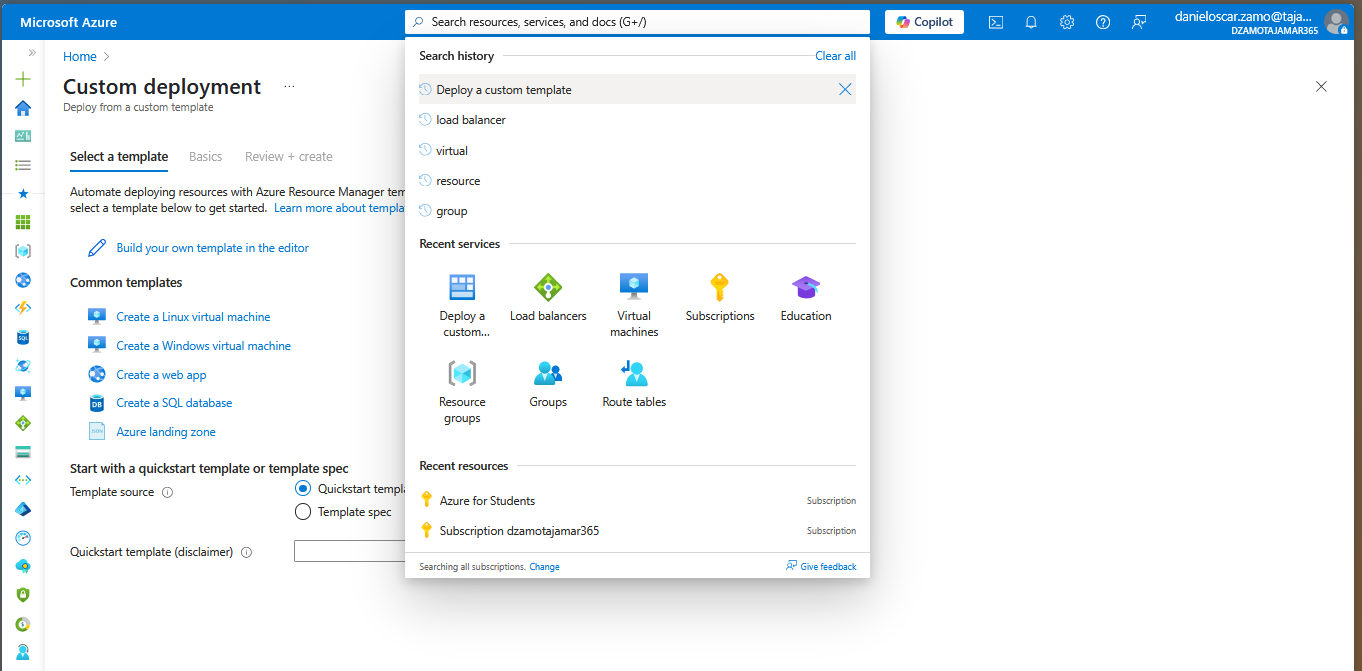 Microsoft Azure
Search resources, services, and docs (G+/)
Copilot
danieloscar.zamo@taja...
DZAMOTAJAMAR365
Home
Custom deployment
...
Deploy from a custom template
Select a template
Basics
Review + create
Automate deploying resources with Azure Resource Manager tem
select a template below to get started. Learn more about templa
Build your own template in the editor
Common templates
Create a Linux virtual machine
Create a Windows virtual machine
Create a web app
Create a SQL database
Azure landing zone
Start with a quickstart template or template spec
Template source
Quickstart templa
Template spec
Quickstart template (disclaimer)
Search history
Clear all
Deploy a custom template
load balancer
virtual
resource
group
Recent services
Deploy a
custom...
Load balancers
Virtual
machines
Subscriptions
Education
Resource
groups
Groups
Route tables
Recent resources
Azure for Students
Subscription
Subscription dzamotajamar365
Subscription
Searching all subscriptions. Change
Give feedback